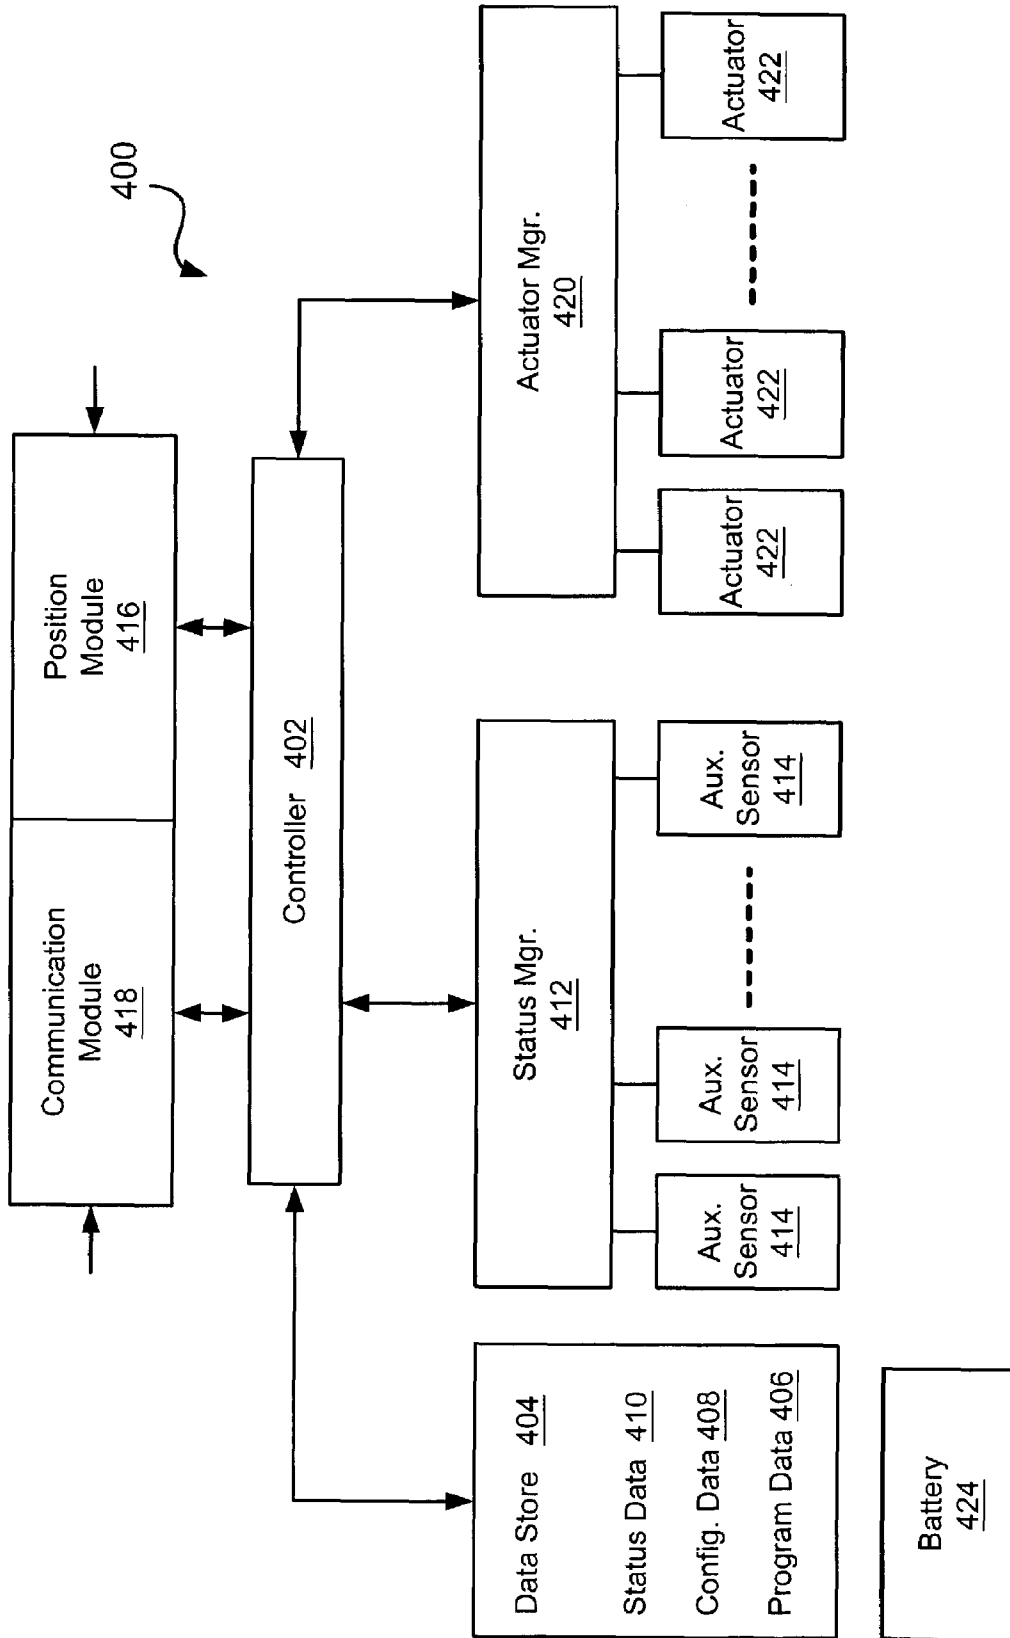 400
Communication
Module
418
Position
Module
416
Controller 402
Data Store 404
Status Data 410
Config. Data 408
Program Data 406
Status Mgr.
412
Actuator Mgr.
420
Aux.
Sensor
414
Aux.
Sensor
414
Aux.
Sensor
414
Actuator
422
Actuator
422
Actuator
422
Battery
424